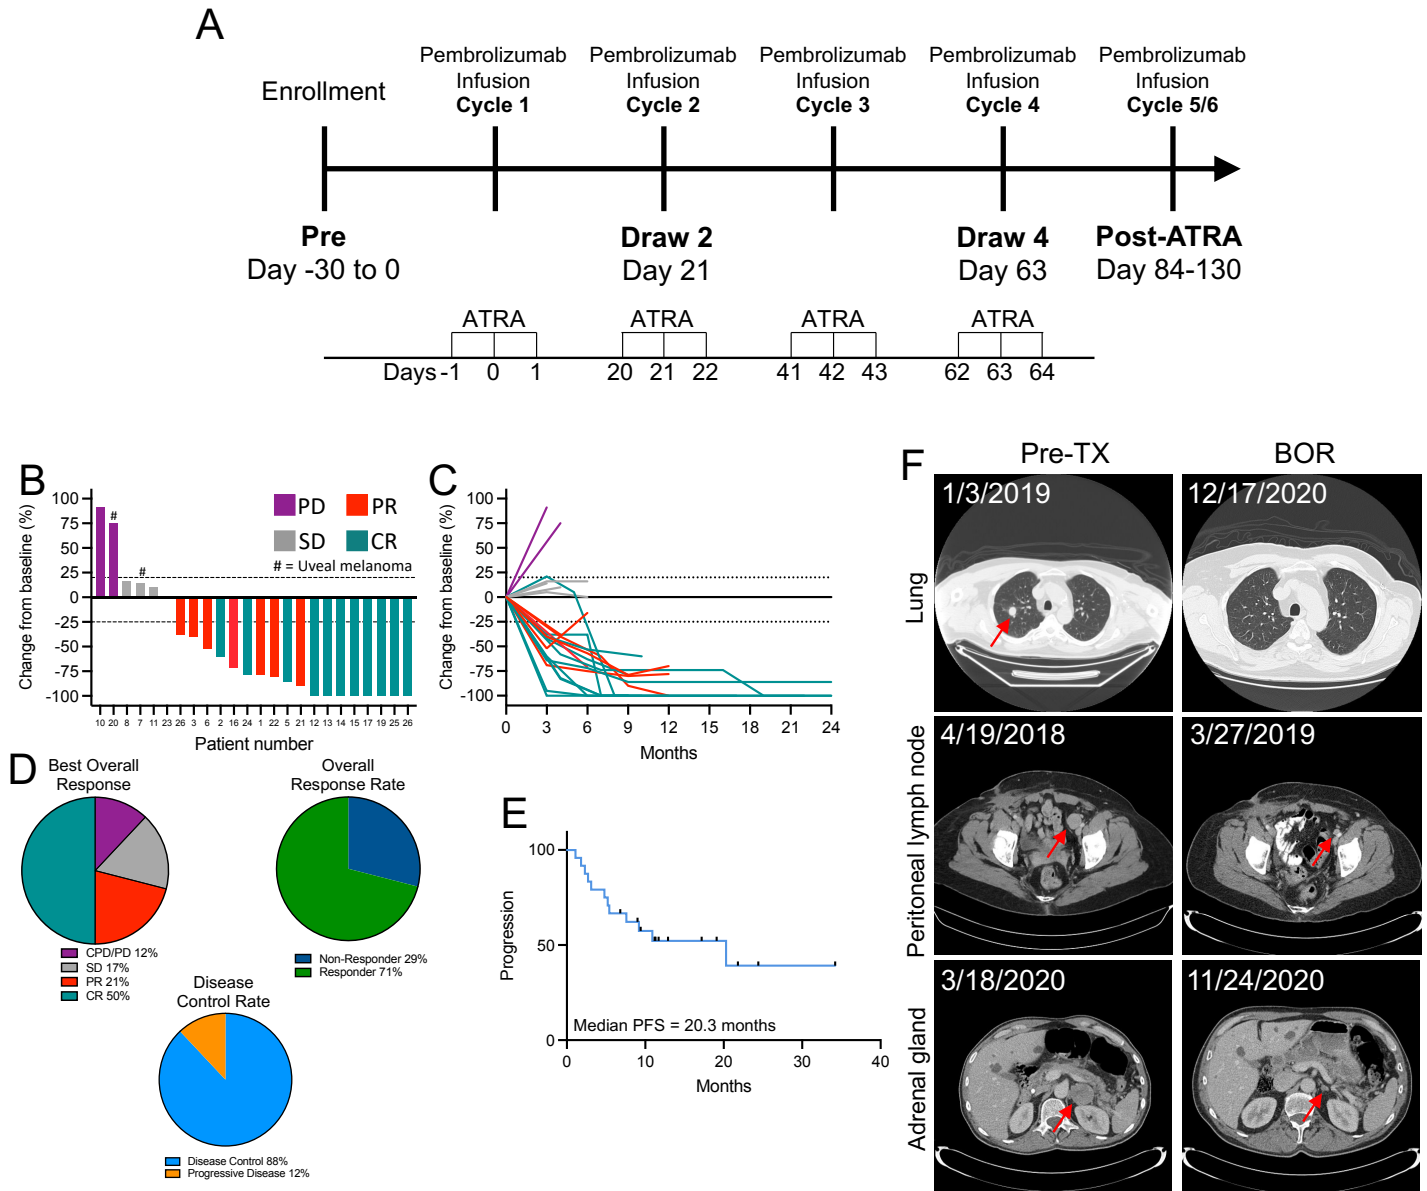 A
Enrollment
Pembrolizumab
Infusion
Cycle 1
Pembrolizumab
Infusion
Cycle 2
Pembrolizumab
Infusion
Cycle 3
Pembrolizumab
Infusion
Cycle 4
Pembrolizumab
Infusion
Cycle 5/6
Pre
Day -30 to 0
Draw 2
Day 21
Draw 4
Day 63
Post-ATRA
Day 84-130
ATRA ATRA ATRA ATRA
Days -1 0 1 20 21 22 41 42 43 62 63 64
B
Change from baseline (%)
100
75
50
25
0
-25
-50
-75
-100
# #
PD PR
SD CR
# = Uveal melanoma
10 20 8 7 11 23 26 3 6 2 16 24 1 22 5 21 12 13 14 15 17 19 25 26
Patient number
C
Change from baseline (%)
100
75
50
25
0
-25
-50
-75
-100
0 3 6 9 12 15 18 21 24
Months
D
Best Overall
Response
CPD/PD 12%
SD 17%
PR 21%
CR 50%
Overall
Response Rate
Non-Responder 29%
Responder 71%
Disease
Control Rate
Disease Control 88%
Progressive Disease 12%
E
Progression
100
50
0
Median PFS = 20.3 months
0 10 20 30 40
Months
F
Pre-TX BOR
Lung
1/3/2019 12/17/2020
Peritoneal lymph node
4/19/2018 3/27/2019
Adrenal gland
3/18/2020 11/24/2020